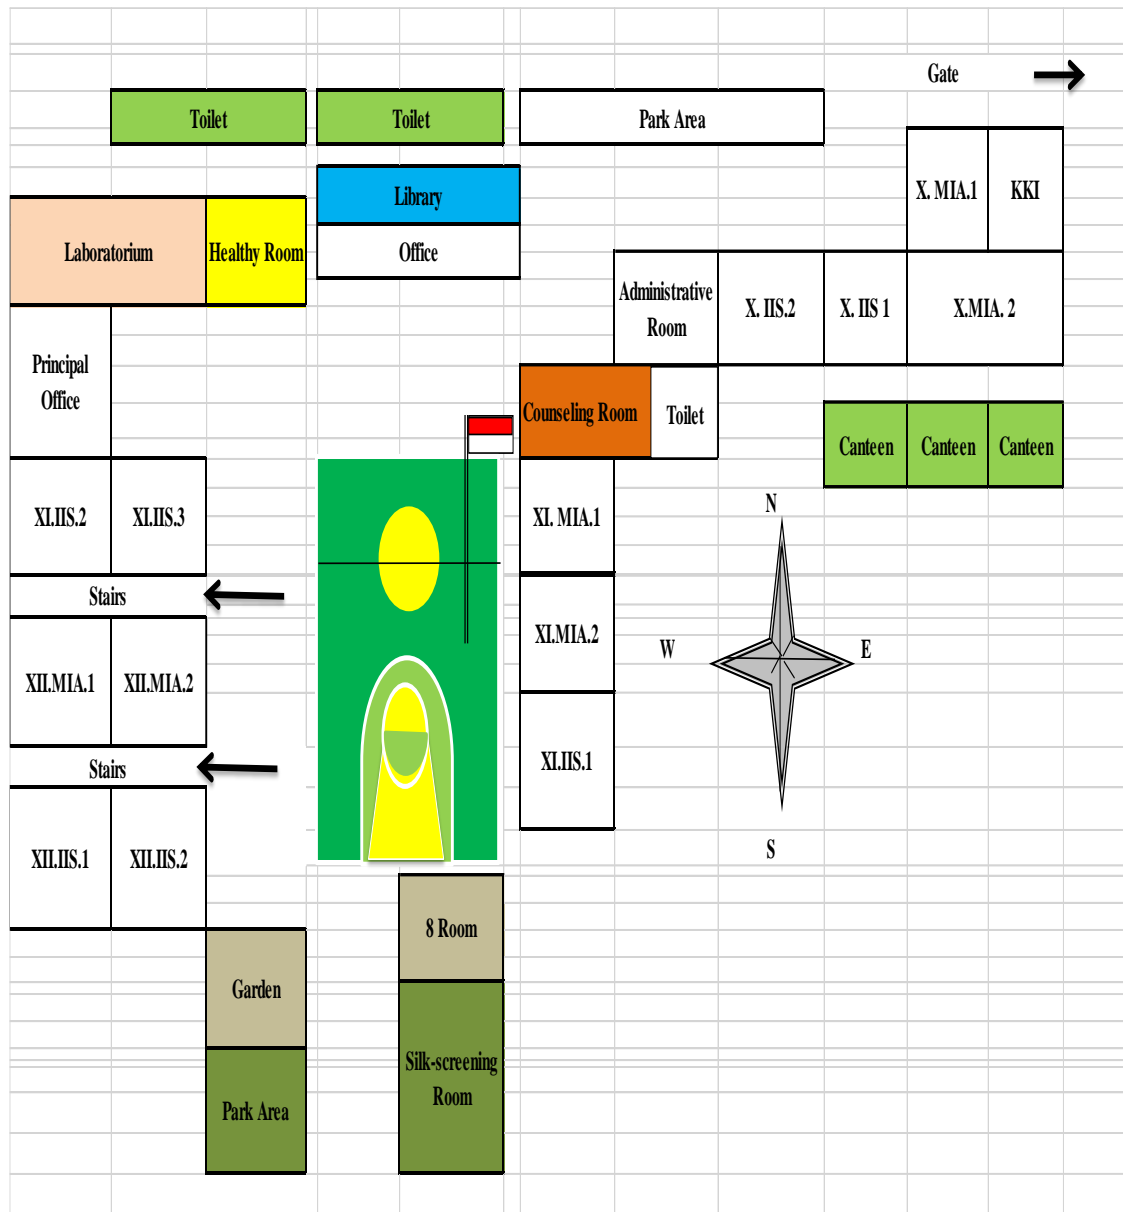 Gate
Toilet
Toilet
Park Area
X. MIA.1
KKI
Library
Laboratorium
Healthy Room
Office
Administrative
Room
X. IIS.2
X. IIS 1
X.MIA. 2
Principal
Office
Counseling Room
Toilet
Canteen
Canteen
Canteen
XI.IIS.2
XI.IIS.3
XI. MIA.1
N
Stairs
XI.MIA.2
W
E
XII.MIA.1
XII.MIA.2
Stairs
XI.IIS.1
S
XII.IIS.1
XII.IIS.2
8 Room
Garden
Silk-screening
Room
Park Area